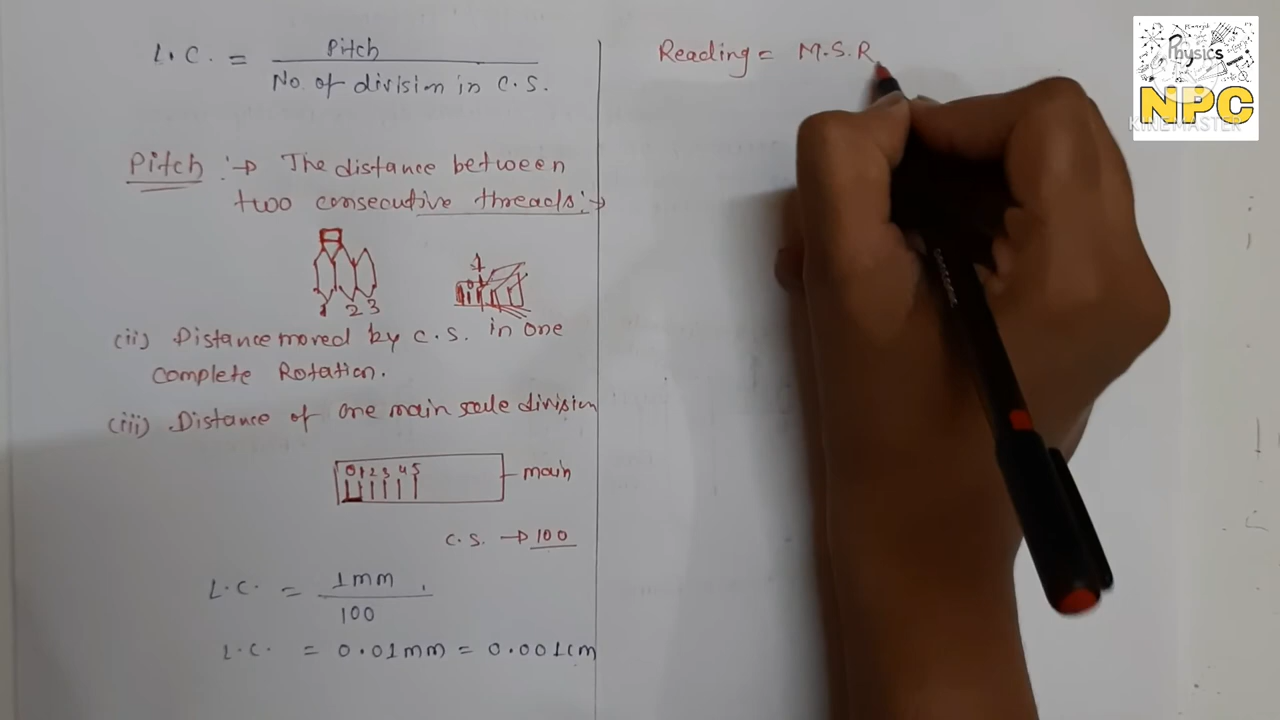 L.C. = Pitch
No. of division in C.S.
Pitch :→ The distance between
two consecutive threads:→
1 2 3
1
0
(ii) Distance moved by C.S. in one
complete Rotation.
(iii) Distance of one main scale division
0 1 2 3 4 5
main
C.S. → 100
L.C. = 1mm
100
L.C. = 0.01mm = 0.001cm
Reading = M.S.R
Physics
NPC
KINEMASTER